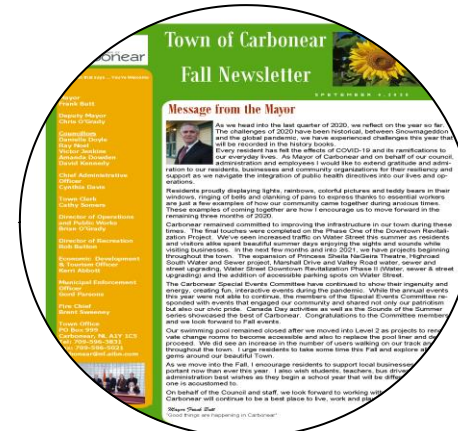 Town of Carbonear
Fall Newsletter
SEPTEMBER
onear
You're Welcome
Mayor
Frank Butt
Deputy Mayor
Chris O'Grady
Councillors
Danielle Doyle
Ray Noel
Victor Jenkins
Amanda Dowden
David Kennedy
Chief Administrative
Officer
Cynthia Davis
Town Clerk
Cathy Somers
Director of Operations
and Public Works
Brian O'Grady
Director of Recreation
Rob Button
Economic Development
& Tourism Officer
Kerri Abbott
Municipal Enforcement
Officer
Gord Parsons
Fire Chief
Brent Sweeney
Town Office
PO Box 999
Carbonear, NL A1Y 1C5
Tel: 709-596-3831
709-596-5021
Message from the Mayor
As we head into the last quarter of 2020, we reflect on the year so far.
The challenges of 2020 have been historical, between Snowmageddon
and the global pandemic, we have experienced challenges this year that
will be recorded in the history books.
Every resident has felt the effects of COVID-19 and its ramifications to
our everyday lives. As Mayor of Carbonear and on behalf of our council,
administration and employees I would like to extend gratitude and admi-
ration to our residents, businesses and community organizations for their resiliency and
support as we navigate the integration of public health directives into our lives and op-
erations.
Residents proudly displaying lights, rainbows, colorful pictures and teddy bears in their
windows, ringing of bells and clanking of pans to express thanks to essential workers
are just a few examples of how our community came together during anxious times.
These examples of coming together are how I encourage us to move forward in the
remaining three months of 2020.
Carbonear remained committed to improving the infrastructure in our town during these
times. The final touches were completed on the Phase One of the Downtown Revitali-
zation Project. We noticed increased traffic on Water Street this summer as residents
and visitors alike spent beautiful summer days enjoying the sights and sounds while
visiting businesses. In the next few months and into 2021, we have projects beginning
throughout the town. The expansion of Princess Sheila NaGeira Theatre, Highroad
South Water and Sewer project, Marshall Drive and Valley Road water, sewer and
street upgrading, Water Street Downtown Revitalization Phase II (Water, sewer & street
upgrading) and the addition of accessible parking spots on Water Street.
The Carbonear Special Events Committee have continued to show their ingenuity and
energy, creating fun, interactive events during the pandemic. While the annual events
this year were not able to continue, the members of the Special Events Committee re-
sponded with events that engaged our community and shared not only our patriotism
but also our civic pride. Canada Day activities as well as the Sounds of the Summer
series showcased the best of Carbonear. Congratulations to the Committee members
and we look forward to Fall events.
Our swimming pool remained closed after we moved into Level 2 as projects to
vate change rooms to become accessible and also to replace the pool liner and
proceed. We did see an increase in the number of users walking on our track and
throughout the town. I urge residents to take some time this Fall and explore
gems around our beautiful Town.
As we move into the Fall, I encourage residents to support local businesses
portant now than ever this year. I also wish students, teachers, bus drivers
administration best wishes as they begin a school year that will be
one is accustomed to.
On behalf of the Council and staff, we look forward to working with
Carbonear will continue to be a best place to live, work and
Mayor Frank Butt
"Good things are happening in Carbonear"